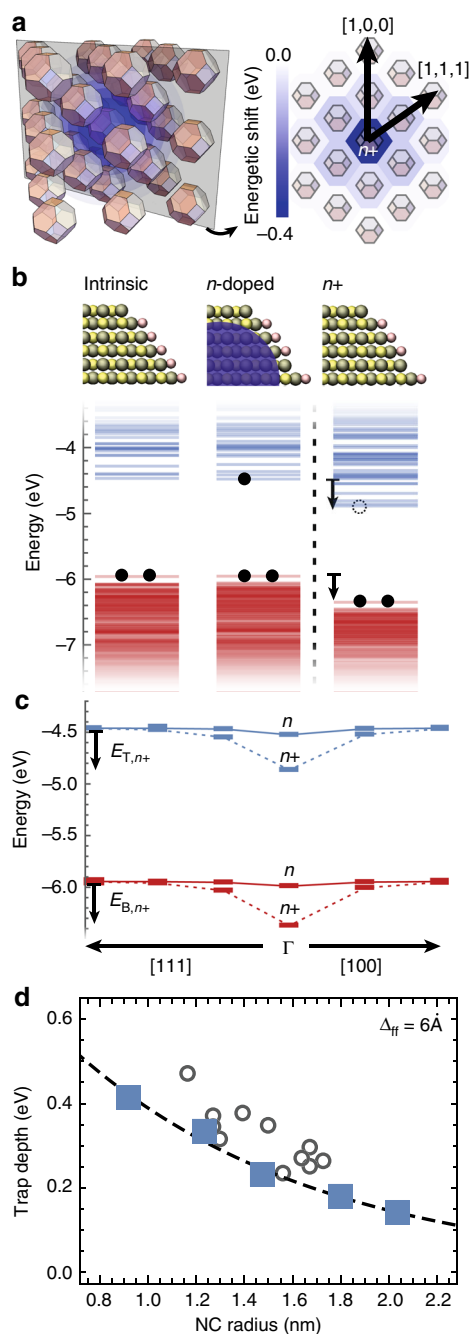 a
[1,0,0]
[1,1,1]
Energetic shift (eV)
0.0
−0.4
n+
b
Intrinsic
n-doped
n+
Energy (eV)
−4
−5
−6
−7
c
Energy (eV)
−4.5
−5.0
−5.5
−6.0
n
n+
E_T,n+
n
n+
E_B,n+
Γ
[111]
[100]
d
Δff = 6Å
Trap depth (eV)
0.6
0.4
0.2
0.0
0.8 1.0 1.2 1.4 1.6 1.8 2.0 2.2
NC radius (nm)